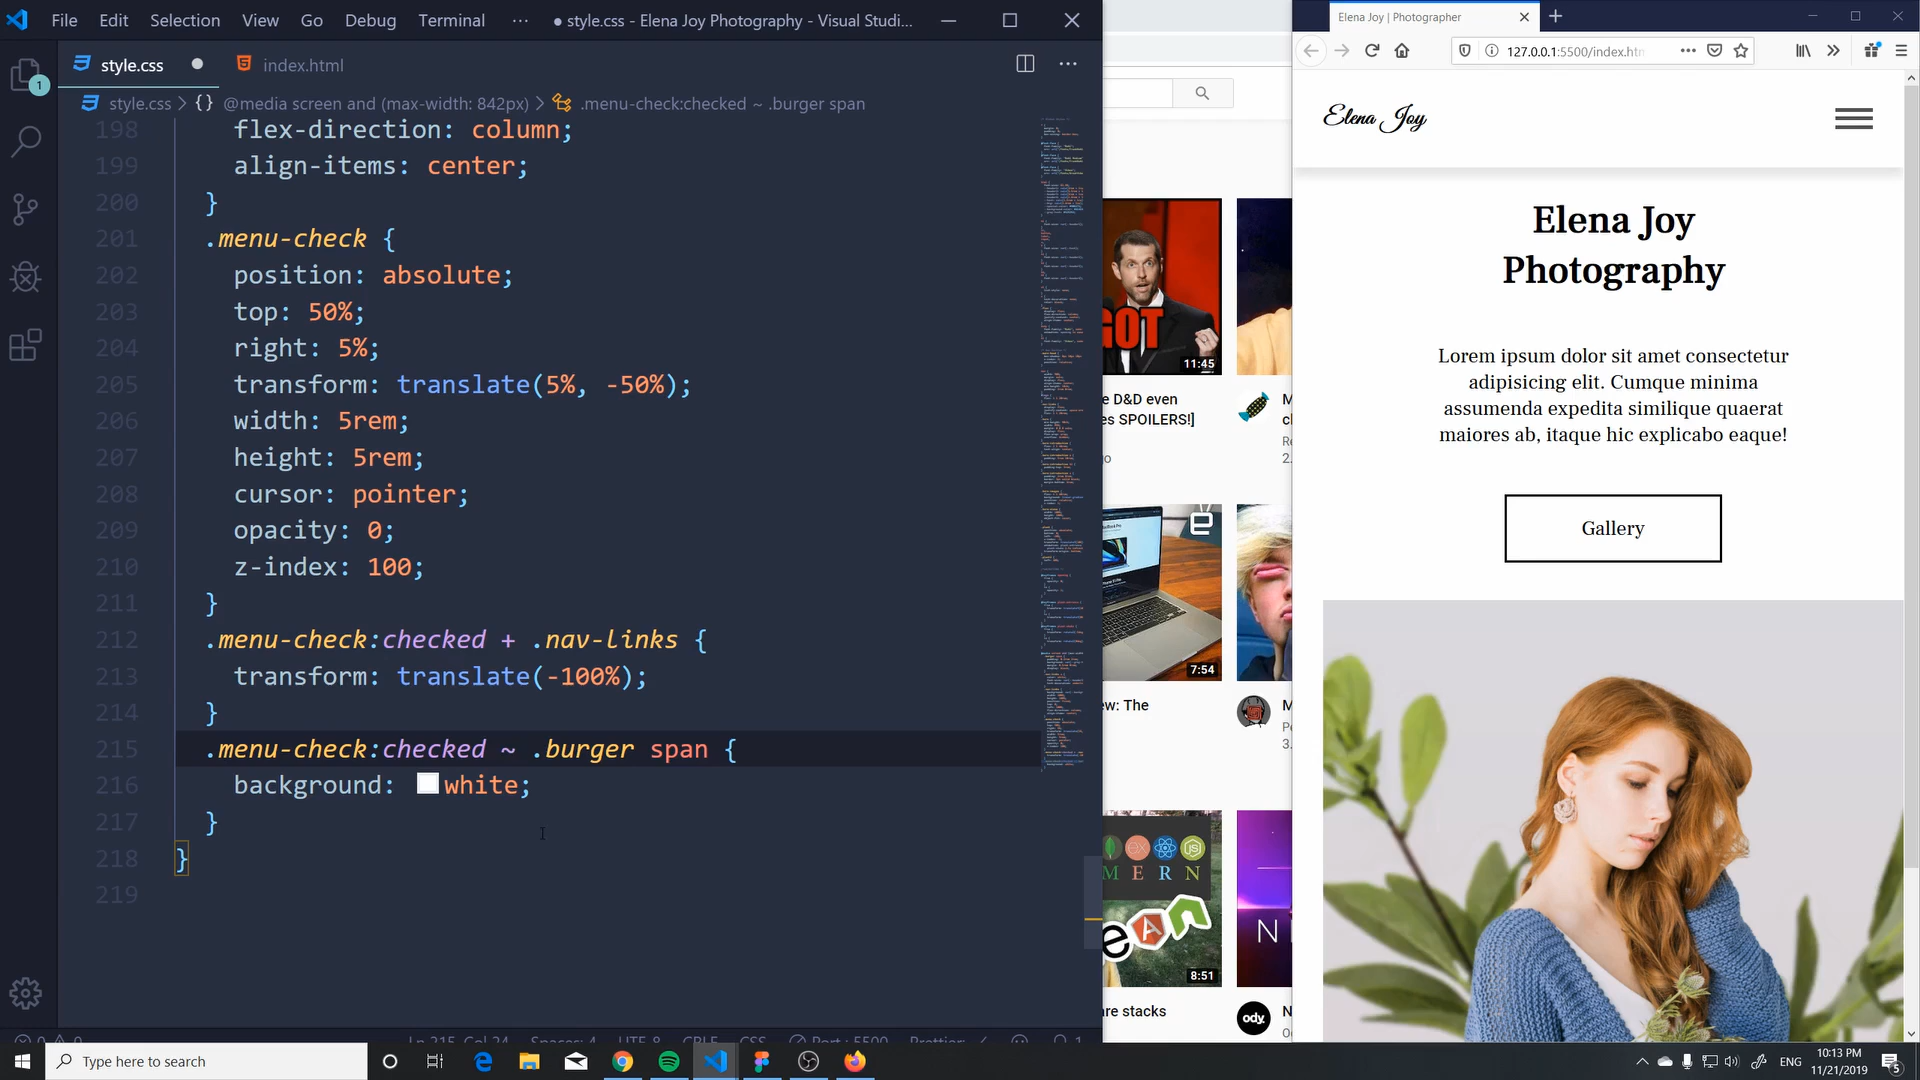 File Edit Selection View Go Debug Terminal ··· ● style.css - Elena Joy Photography - Visual Studi...
style.css ● index.html
style.css > {} @media screen and (max-width: 842px) > .menu-check:checked ~ .burger span
198 flex-direction: column;
199 align-items: center;
200 }
201 .menu-check {
202 position: absolute;
203 top: 50%;
204 right: 5%;
205 transform: translate(5%, -50%);
206 width: 5rem;
207 height: 5rem;
208 cursor: pointer;
209 opacity: 0;
210 z-index: 100;
211 }
212 .menu-check:checked + .nav-links {
213 transform: translate(-100%);
214 }
215 .menu-check:checked ~ .burger span {
216 background: white;
217 }
218 }
219
1
GOT
11:45
e D&D even
es SPOILERS!]
7:54
ew: The
MERN
8:51
N
re stacks
ody.
Elena Joy | Photographer
127.0.0.1:5500/index.htm
Elena Joy
Elena Joy
Photography
Lorem ipsum dolor sit amet consectetur
adipisicing elit. Cumque minima
assumenda expedita similique quaerat
maiores ab, itaque hic explicabo eaque!
Gallery
Type here to search
ENG
10:13 PM
11/21/2019
5